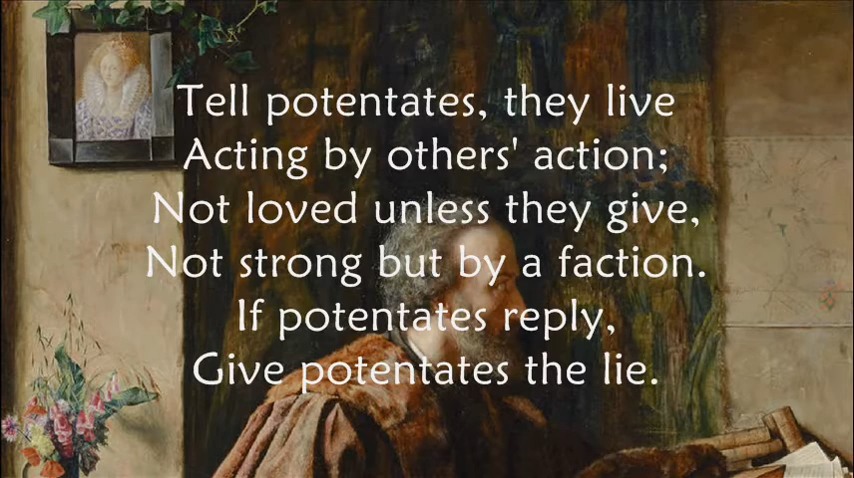 Tell potentates, they live
Acting by others' action;
Not loved unless they give,
Not strong but by a faction.
If potentates reply,
Give potentates the lie.